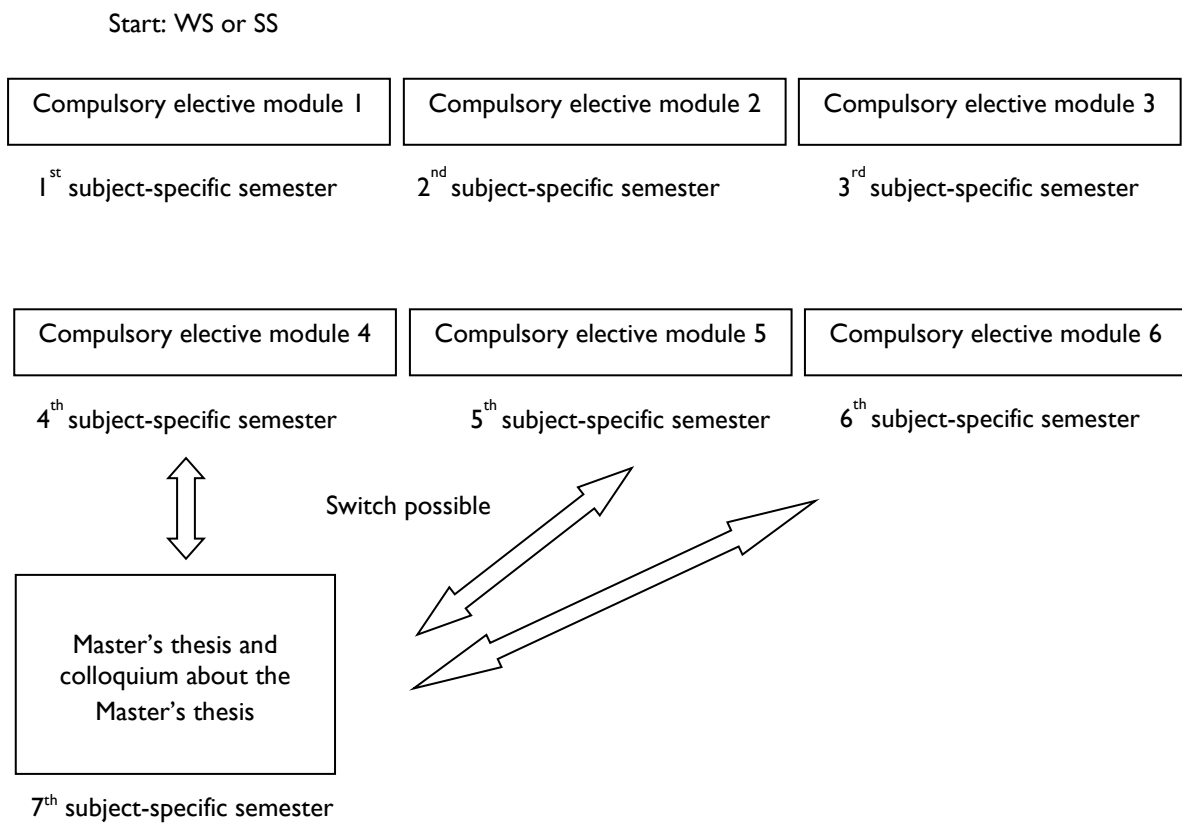 Start: WS or SS
Compulsory elective module 1
Compulsory elective module 2
Compulsory elective module 3
1st subject-specific semester
2nd subject-specific semester
3rd subject-specific semester
Compulsory elective module 4
Compulsory elective module 5
Compulsory elective module 6
4th subject-specific semester
5th subject-specific semester
6th subject-specific semester
Switch possible
Master’s thesis and
colloquium about the
Master’s thesis
7th subject-specific semester